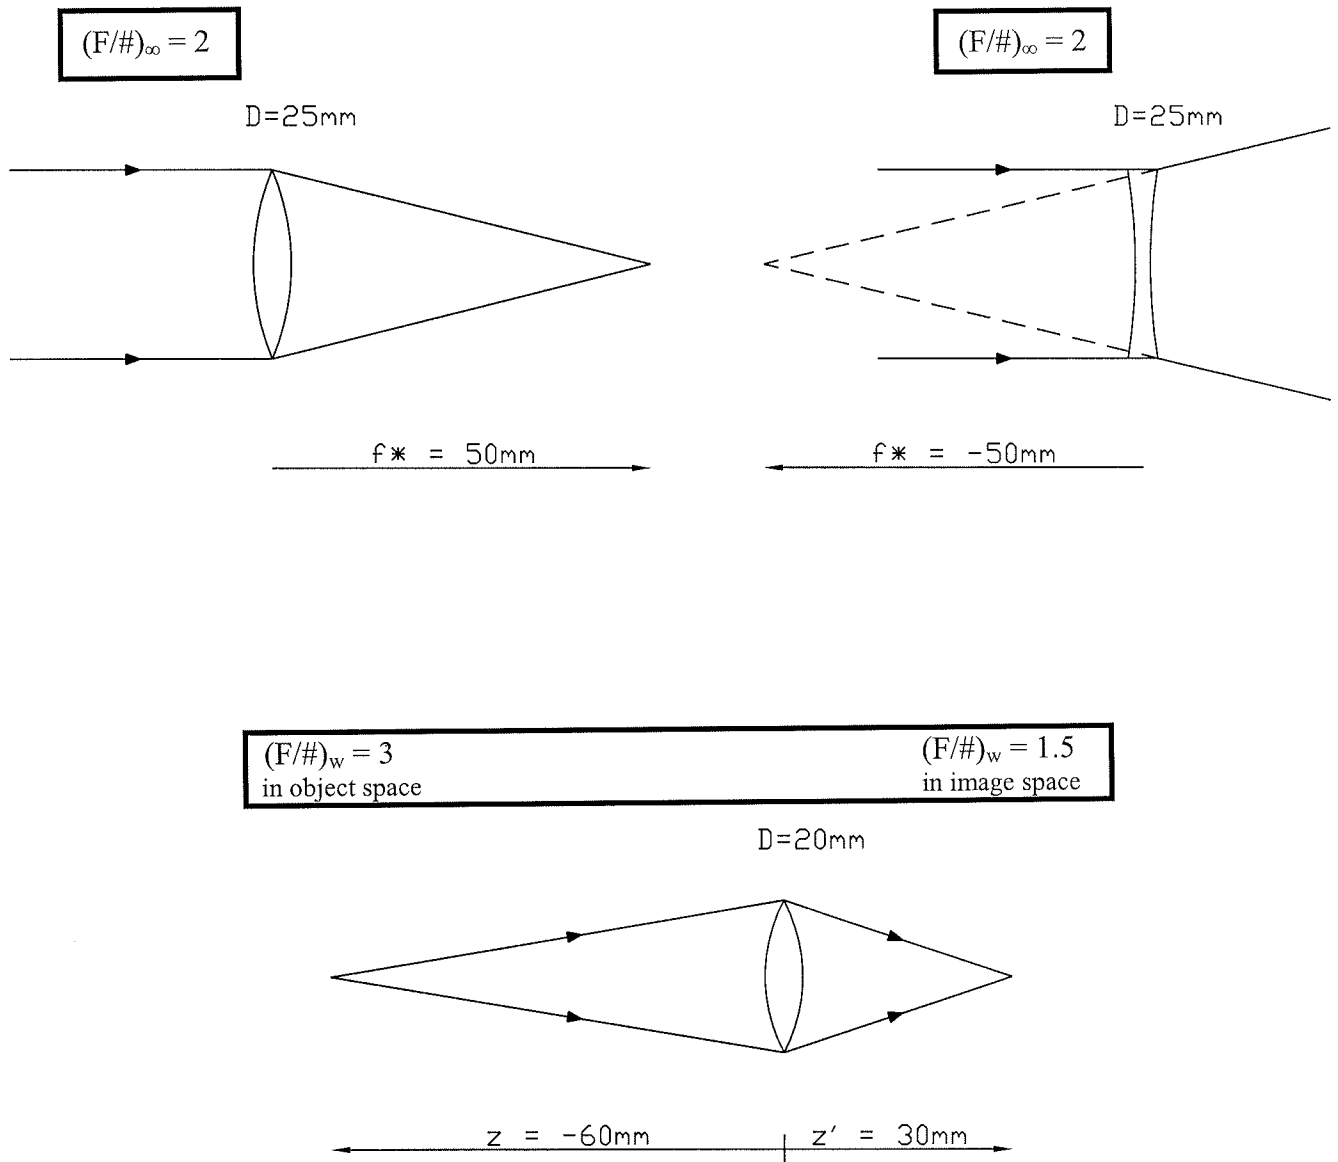 (F/#)∞ = 2
(F/#)∞ = 2
D=25mm
D=25mm
f* = 50mm
f* = -50mm
(F/#)w = 3
in object space
(F/#)w = 1.5
in image space
D=20mm
z = -60mm
z' = 30mm